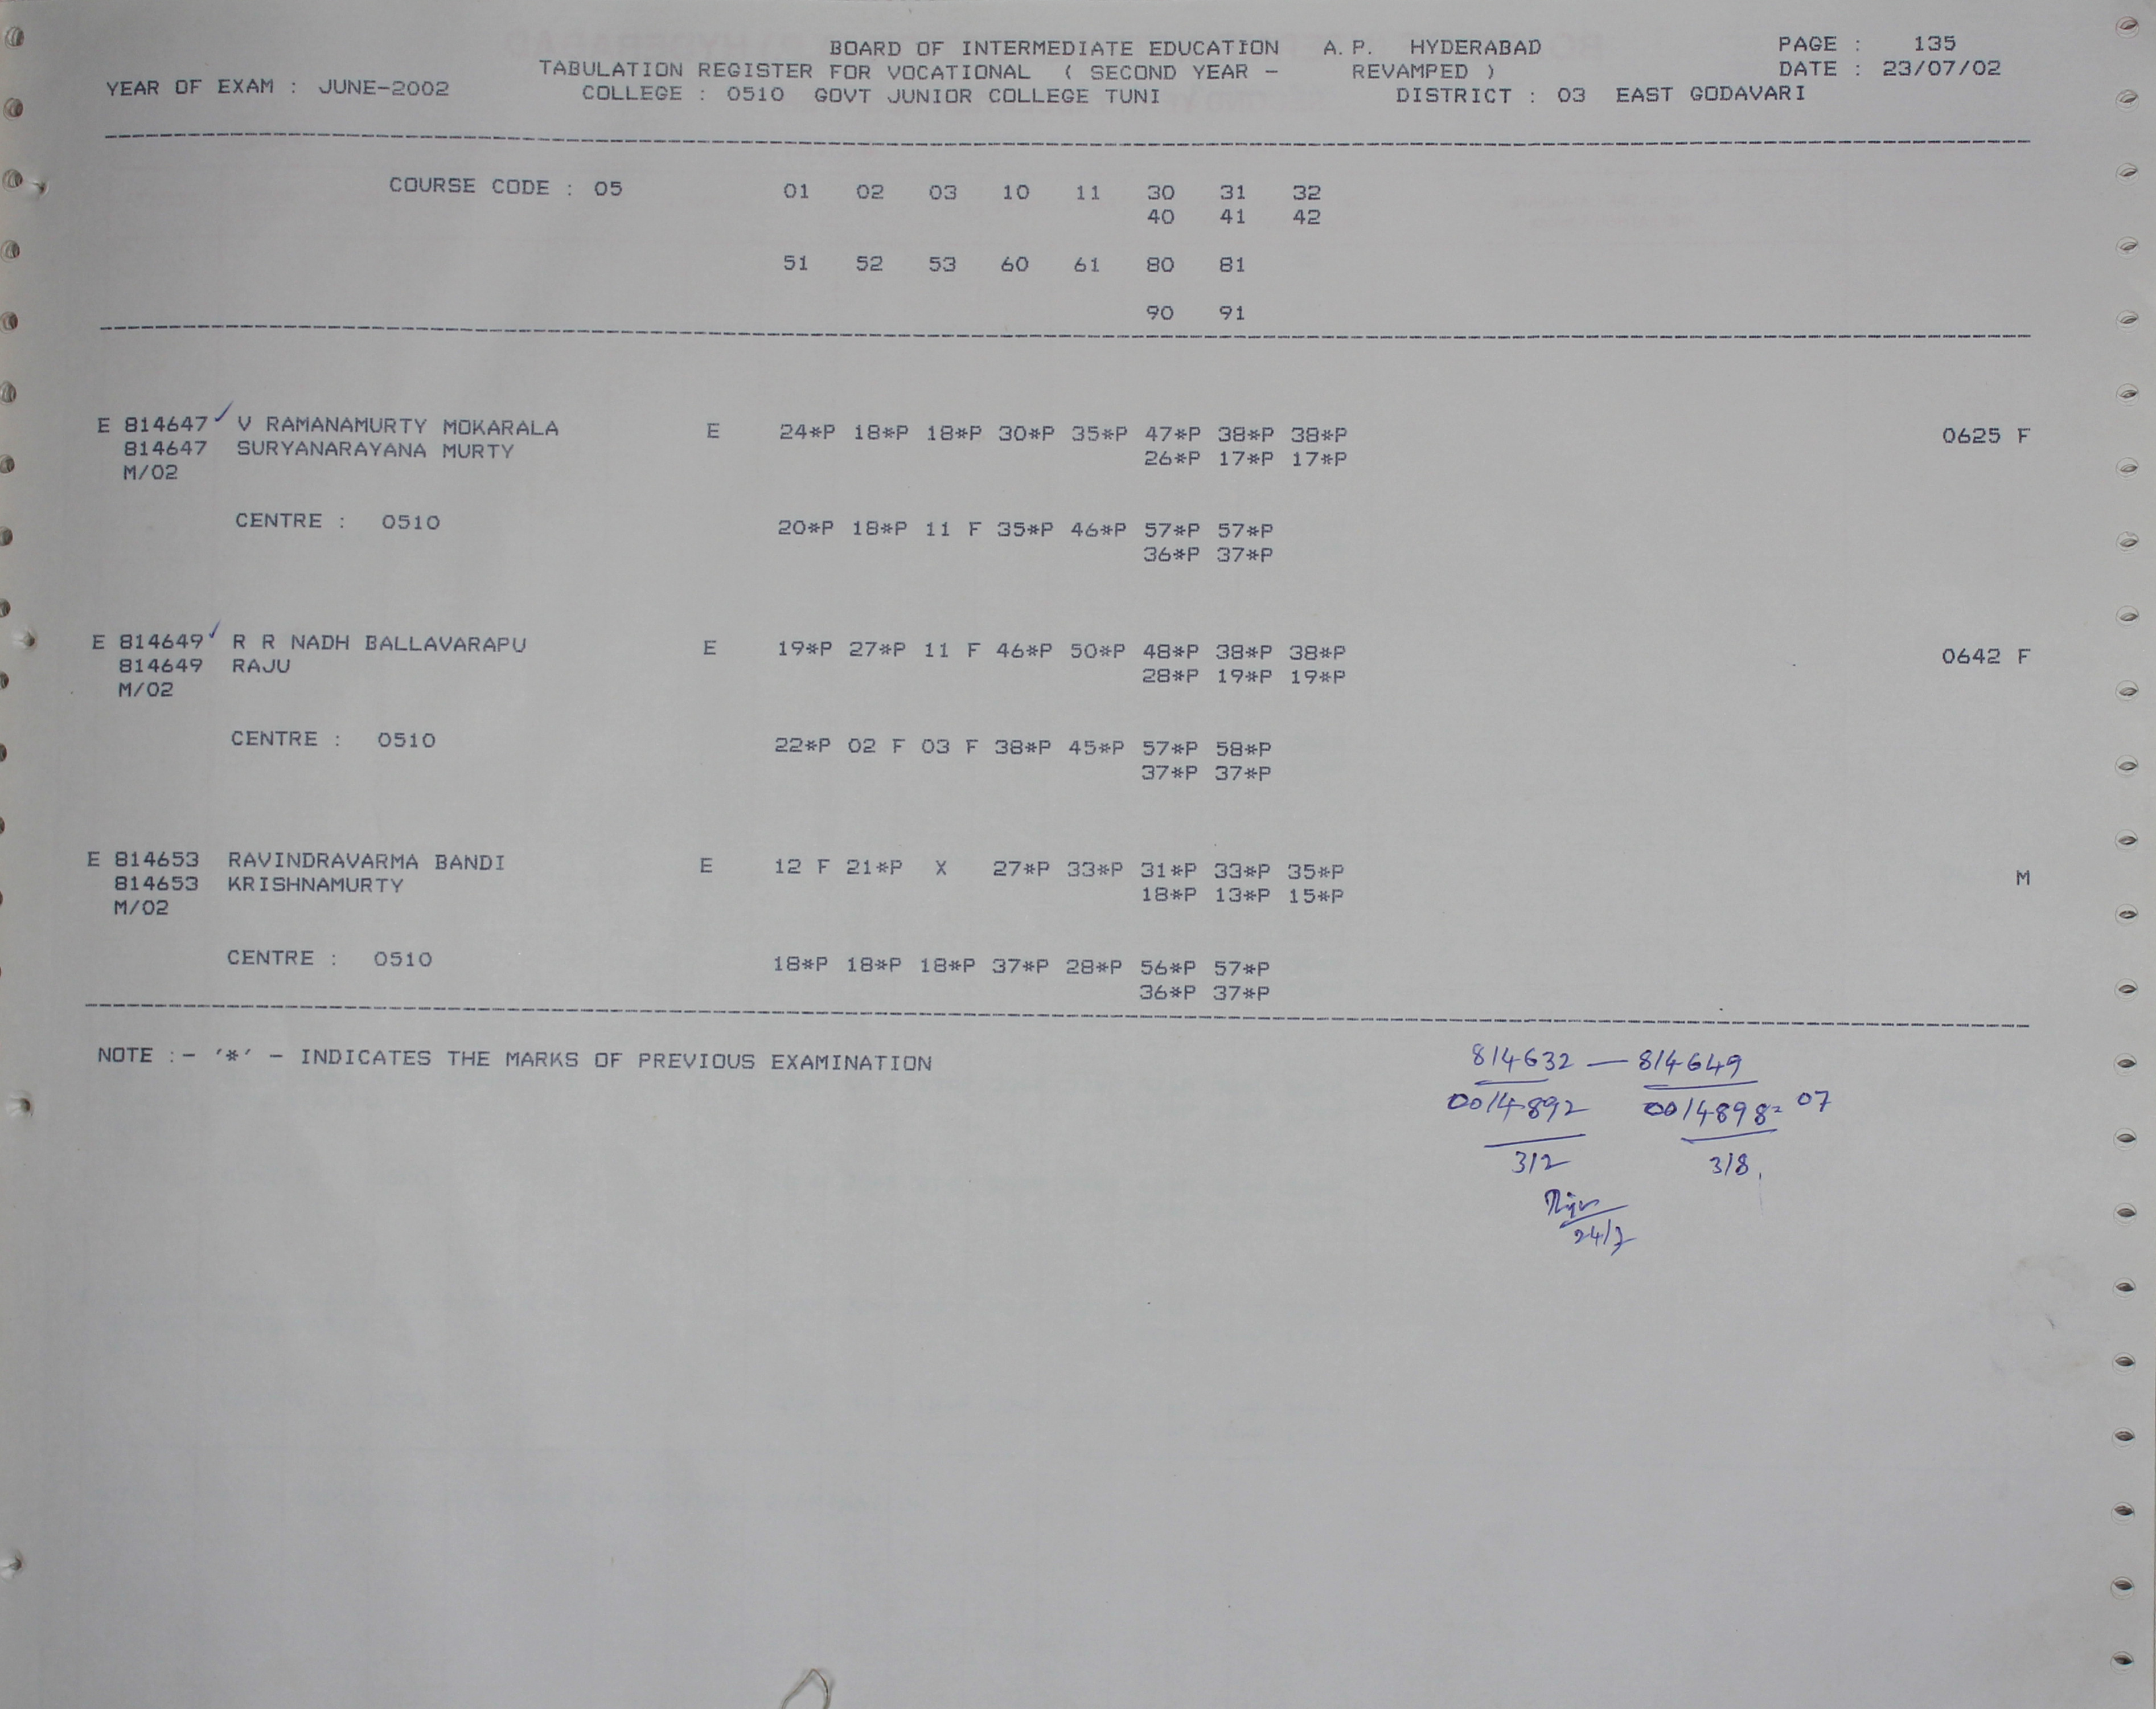 BOARD OF INTERMEDIATE EDUCATION A.P. HYDERABAD PAGE : 135
TABULATION REGISTER FOR VOCATIONAL ( SECOND YEAR - REVAMPED ) DATE : 23/07/02
YEAR OF EXAM : JUNE-2002 COLLEGE : 0510 GOVT JUNIOR COLLEGE TUNI DISTRICT : 03 EAST GODAVARI
COURSE CODE : 05 01 02 03 10 11 30 31 32
40 41 42
51 52 53 60 61 80 81
90 91
E 814647 V RAMANAMURTY MOKARALA E 24*P 18*P 18*P 30*P 35*P 47*P 38*P 38*P 0625 F
814647 SURYANARAYANA MURTY 26*P 17*P 17*P
M/02
CENTRE : 0510 20*P 18*P 11 F 35*P 46*P 57*P 57*P
36*P 37*P
E 814649 R R NADH BALLAVARAPU E 19*P 27*P 11 F 46*P 50*P 48*P 38*P 38*P 0642 F
814649 RAJU 28*P 19*P 19*P
M/02
CENTRE : 0510 22*P 02 F 03 F 38*P 45*P 57*P 58*P
37*P 37*P
E 814653 RAVINDRAVARMA BANDI E 12 F 21*P X 27*P 33*P 31*P 33*P 35*P M
814653 KRISHNAMURTY 18*P 13*P 15*P
M/02
CENTRE : 0510 18*P 18*P 18*P 37*P 28*P 56*P 57*P
36*P 37*P
NOTE :- '*' - INDICATES THE MARKS OF PREVIOUS EXAMINATION
814632 — 814649
0014892 0014898= 07
312 318
24/7